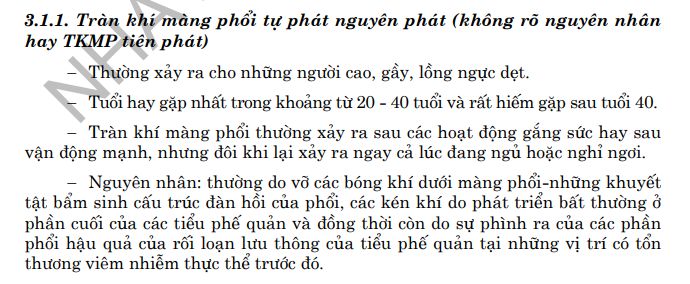 3.1.1. Tràn khí màng phổi tự phát nguyên phát (không rõ nguyên nhân
hay TKMP tiên phát)
– Thường xảy ra cho những người cao, gầy, lồng ngực dẹt.
– Tuổi hay gặp nhất trong khoảng từ 20 - 40 tuổi và rất hiếm gặp sau tuổi 40.
– Tràn khí màng phổi thường xảy ra sau các hoạt động gắng sức hay sau
vận động mạnh, nhưng đôi khi lại xảy ra ngay cả lúc đang ngủ hoặc nghỉ ngơi.
– Nguyên nhân: thường do vỡ các bóng khí dưới màng phổi-những khuyết
tật bẩm sinh cấu trúc đàn hồi của phổi, các kén khí do phát triển bất thường ở
phần cuối của các tiểu phế quản và đồng thời còn do sự phình ra của các phần
phổi hậu quả của rối loạn lưu thông của tiểu phế quản tại những vị trí có tổn
thương viêm nhiễm thực thể trước đó.
NHA